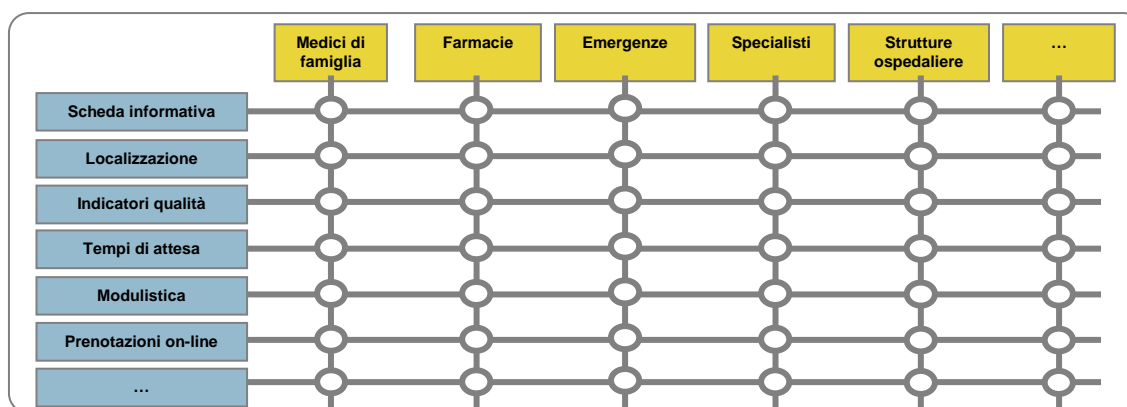 Medici di
famiglia
Farmacie
Emergenze
Specialisti
Strutture
ospedaliere
…
Scheda informativa
Localizzazione
Indicatori qualità
Tempi di attesa
Modulistica
Prenotazioni on-line
…